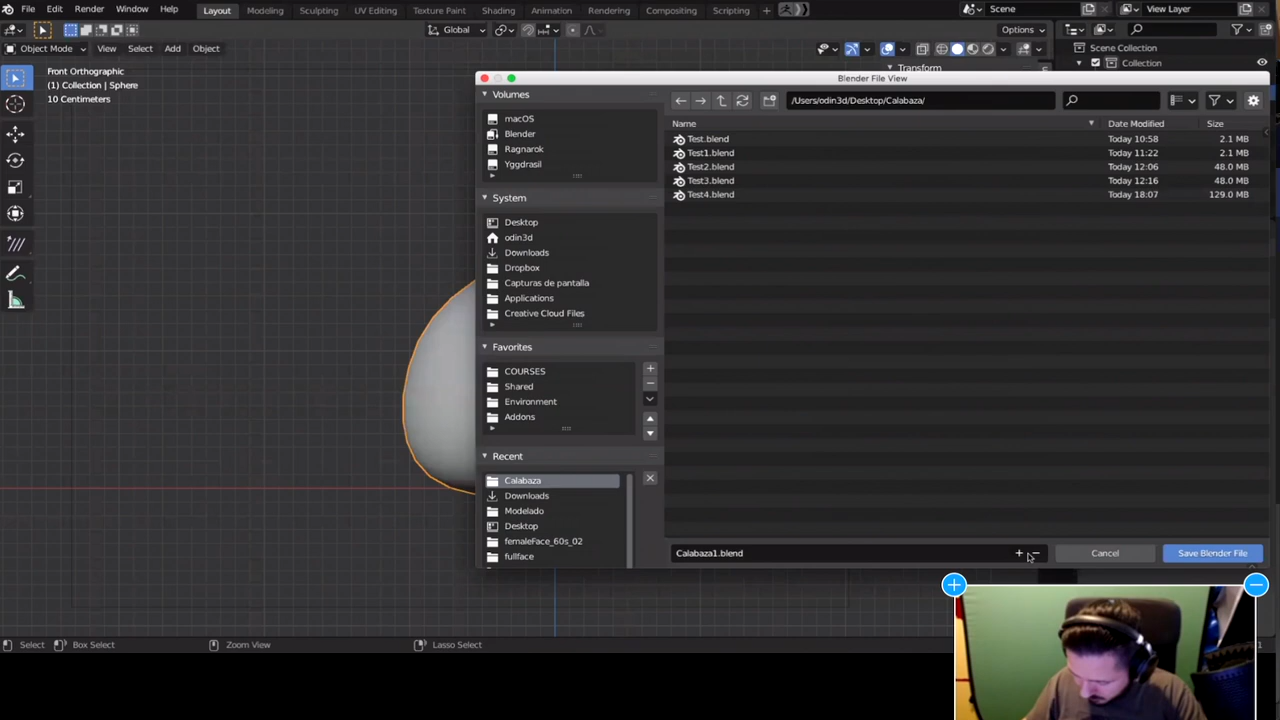 File Edit Render Window Help Layout Modeling Sculpting UV Editing Texture Paint Shading Animation Rendering Compositing Scripting + Scene View Layer
Global Options
Object Mode View Select Add Object
Scene Collection
Collection
Front Orthographic
(1) Collection | Sphere
10 Centimeters
Transform
Blender File View
Volumes
macOS
Blender
Ragnarok
Yggdrasil
System
Desktop
odin3d
Downloads
Dropbox
Capturas de pantalla
Applications
Creative Cloud Files
Favorites
COURSES
Shared
Environment
Addons
Recent
Calabaza
Downloads
Modelado
Desktop
femaleFace_60s_02
fullface
/Users/odin3d/Desktop/Calabaza/
Name Date Modified Size
Test.blend Today 10:58 2.1 MB
Test1.blend Today 11:22 2.1 MB
Test2.blend Today 12:06 48.0 MB
Test3.blend Today 12:16 48.0 MB
Test4.blend Today 18:07 129.0 MB
Calabaza1.blend Cancel Save Blender File
Select Box Select Zoom View Lasso Select